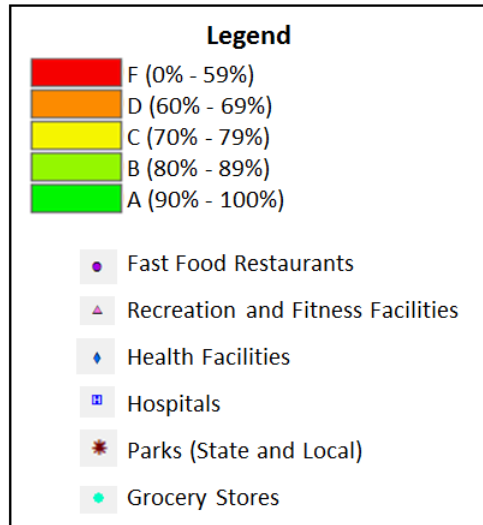 Legend
F (0% - 59%)
D (60% - 69%)
C (70% - 79%)
B (80% - 89%)
A (90% - 100%)
Fast Food Restaurants
Recreation and Fitness Facilities
Health Facilities
H Hospitals
Parks (State and Local)
Grocery Stores